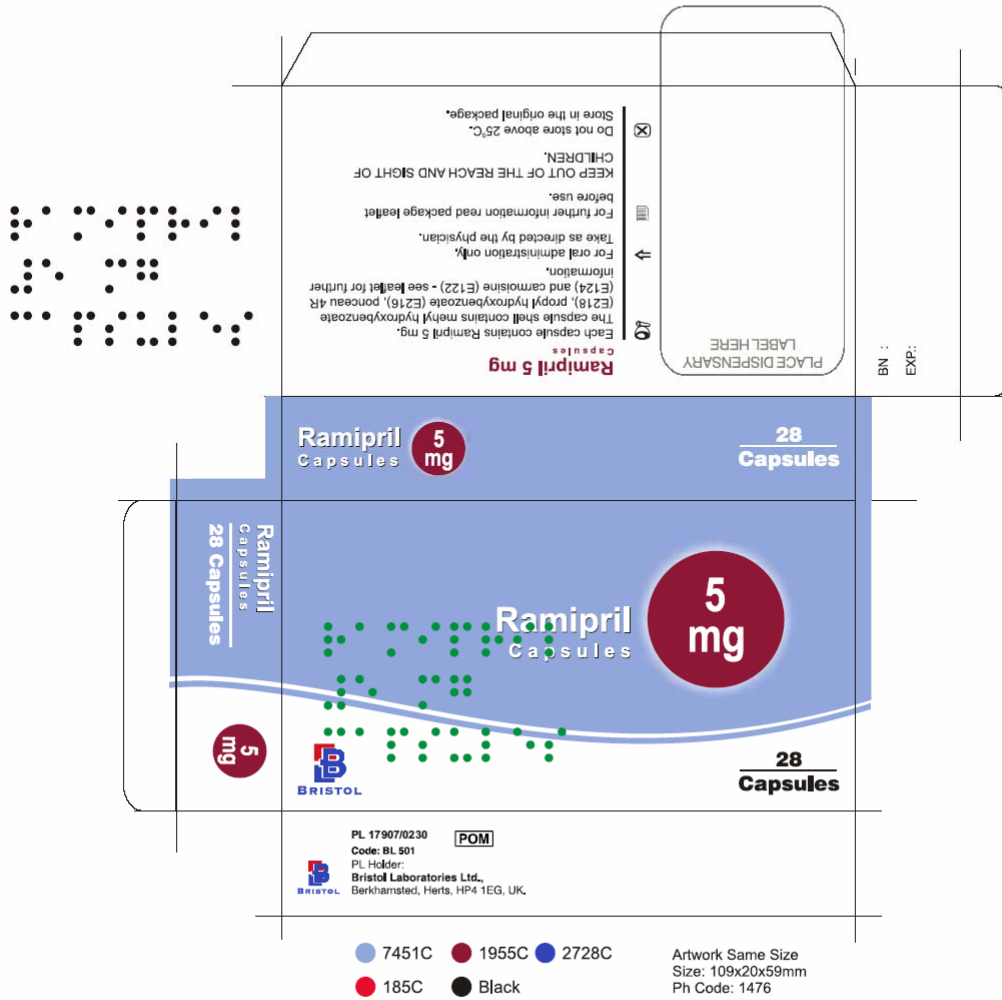 Ramipril 5 mg
Capsules
Each capsule contains Ramipril 5 mg.
The capsule shell contains methyl hydroxybenzoate
(E218), propyl hydroxybenzoate (E216), ponceau 4R
(E124) and carmoisine (E122) - see leaflet for further
information.
For oral administration only.
Take as directed by the physician.
For further information read package leaflet
before use.
KEEP OUT OF THE REACH AND SIGHT OF
CHILDREN.
Do not store above 25°C.
Store in the original package.
PLACE DISPENSARY
LABEL HERE
BN :
EXP.:
Ramipril
Capsules
5
mg
28
Capsules
Ramipril
Capsules
28 Capsules
5
mg
Ramipril
Capsules
5
mg
BRISTOL
28
Capsules
PL 17907/0230
POM
Code: BL 501
PL Holder:
Bristol Laboratories Ltd.,
Berkhamsted, Herts, HP4 1EG, UK.
BRISTOL
7451C
1955C
2728C
185C
Black
Artwork Same Size
Size: 109x20x59mm
Ph Code: 1476